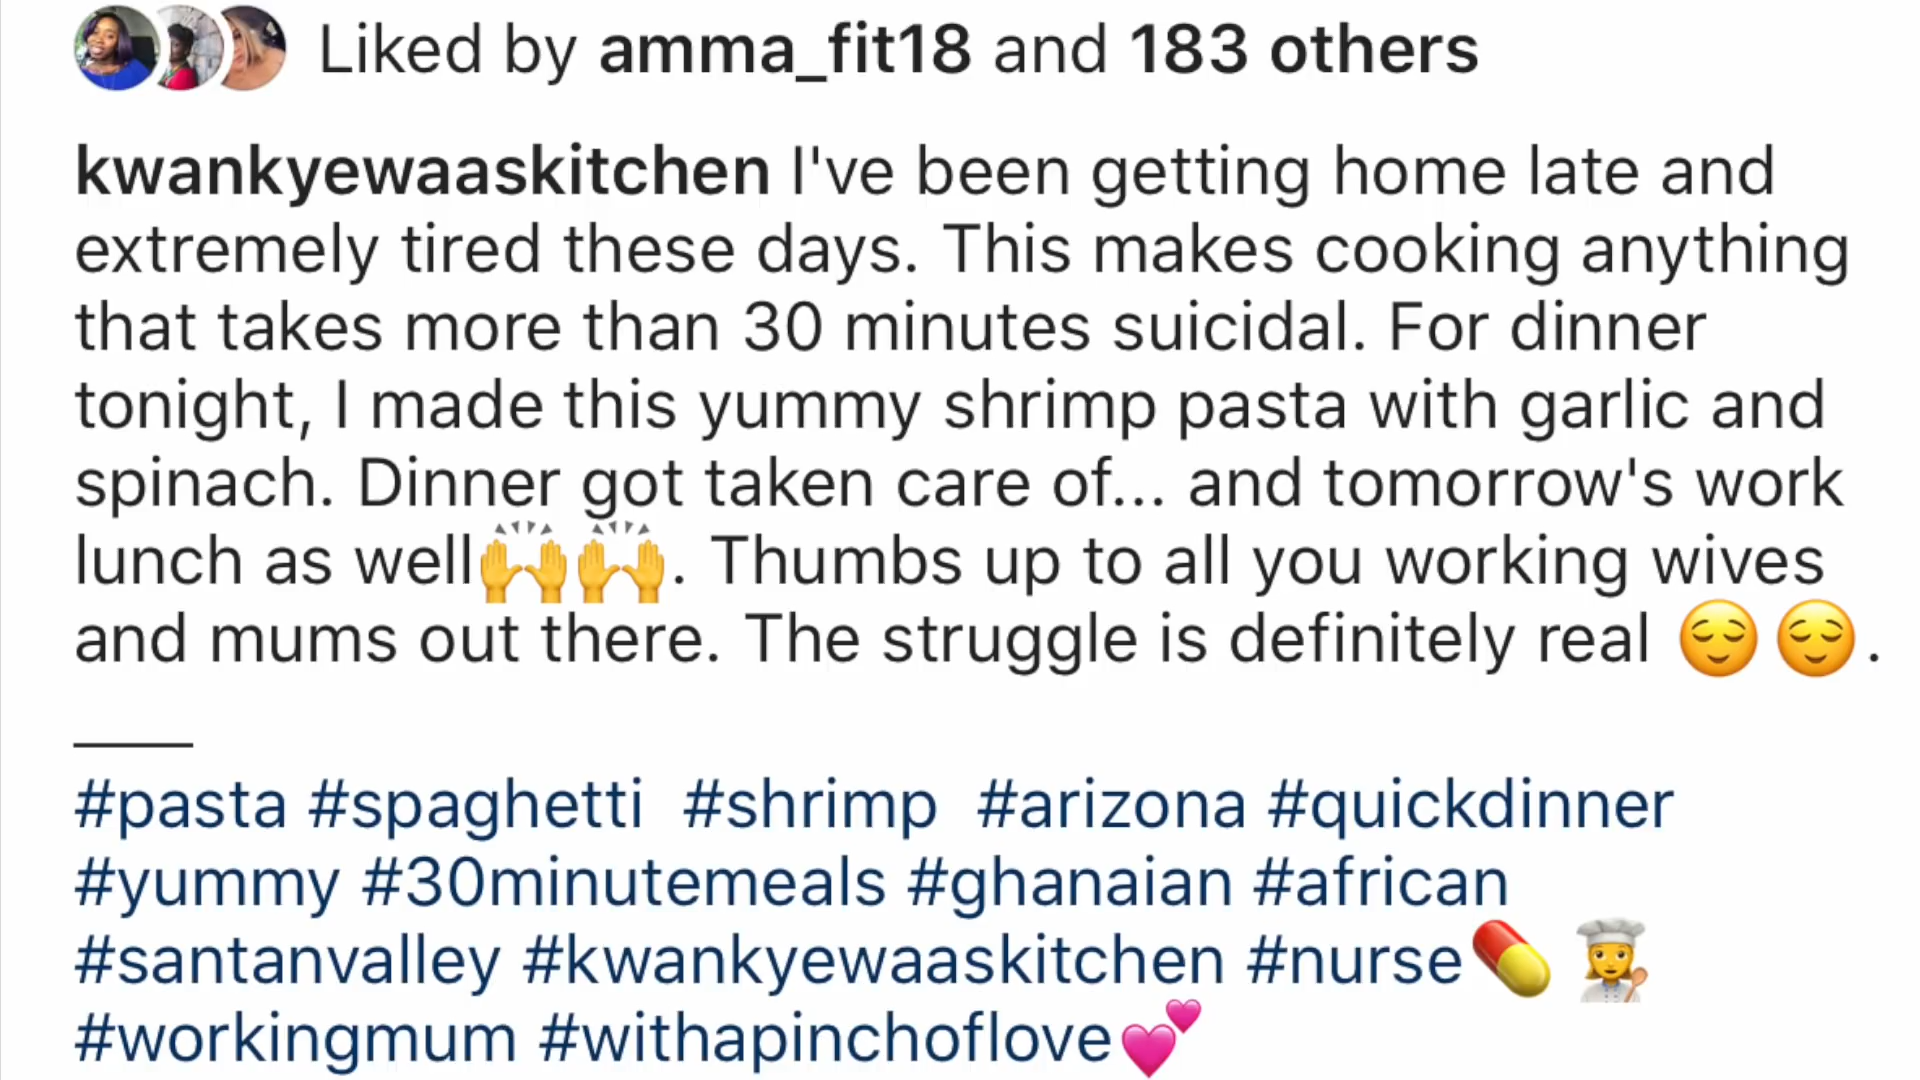 Liked by amma_fit18 and 183 others
kwankyewaaskitchen I've been getting home late and
extremely tired these days. This makes cooking anything
that takes more than 30 minutes suicidal. For dinner
tonight, I made this yummy shrimp pasta with garlic and
spinach. Dinner got taken care of... and tomorrow's work
lunch as well🙌🙌. Thumbs up to all you working wives
and mums out there. The struggle is definitely real 😌😌.
____
#pasta #spaghetti #shrimp #arizona #quickdinner
#yummy #30minutemeals #ghanaian #african
#santanvalley #kwankyewaaskitchen #nurse💊 👩‍🍳
#workingmum #withapinchoflove💕